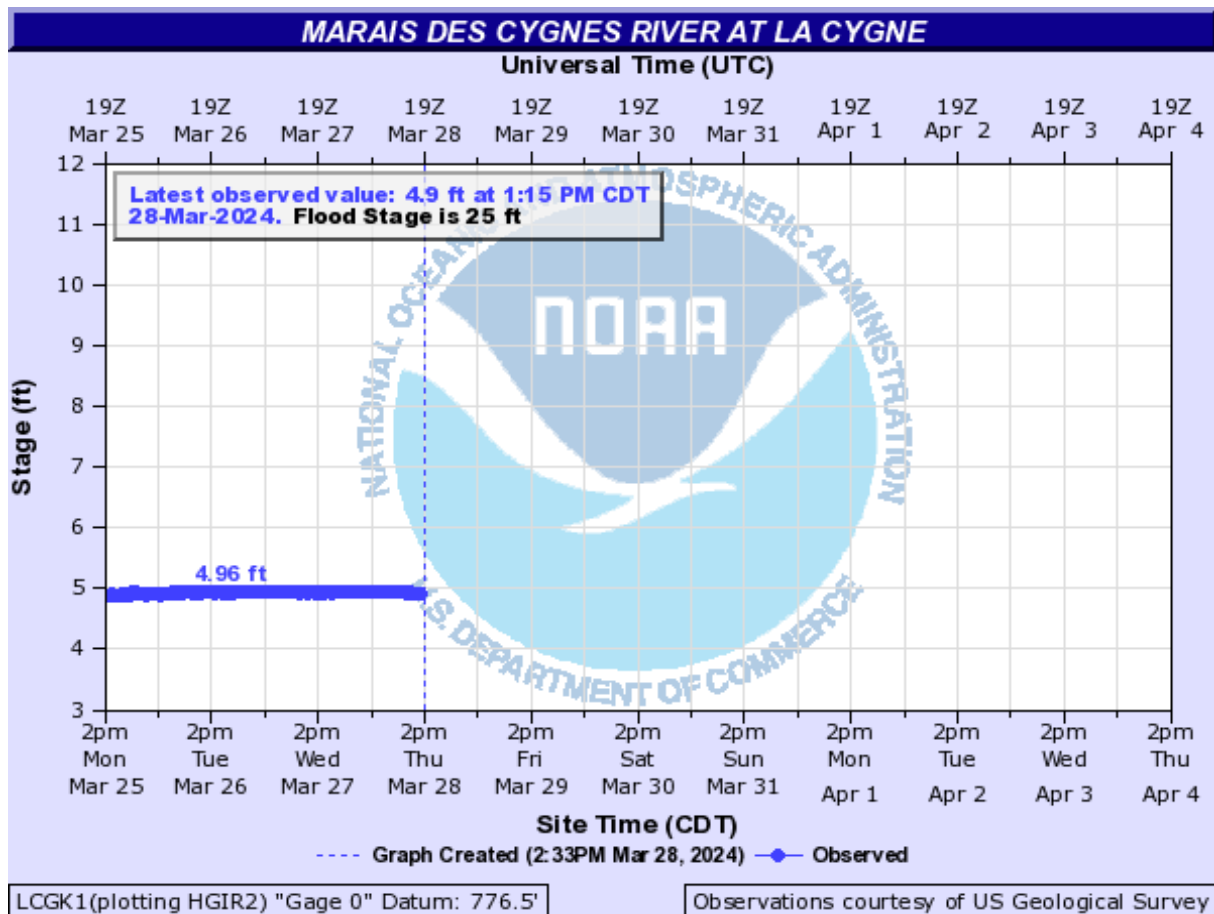 MARAIS DES CYGNES RIVER AT LA CYGNE
Universal Time (UTC)
19Z 19Z 19Z 19Z 19Z 19Z 19Z 19Z 19Z 19Z 19Z
Mar 25 Mar 26 Mar 27 Mar 28 Mar 29 Mar 30 Mar 31 Apr 1 Apr 2 Apr 3 Apr 4
Latest observed value: 4.9 ft at 1:15 PM CDT
28-Mar-2024. Flood Stage is 25 ft
12
11
10
9
8
7
6
5
4
3
Stage (ft)
NATIONAL OCEANIC AND ATMOSPHERIC ADMINISTRATION
NOAA
U.S. DEPARTMENT OF COMMERCE
4.96 ft
2pm 2pm 2pm 2pm 2pm 2pm 2pm 2pm 2pm 2pm 2pm
Mon Tue Wed Thu Fri Sat Sun Mon Tue Wed Thu
Mar 25 Mar 26 Mar 27 Mar 28 Mar 29 Mar 30 Mar 31 Apr 1 Apr 2 Apr 3 Apr 4
Site Time (CDT)
Graph Created (2:33PM Mar 28, 2024) Observed
LCGK1(plotting HGIR2) "Gage 0" Datum: 776.5'
Observations courtesy of US Geological Survey